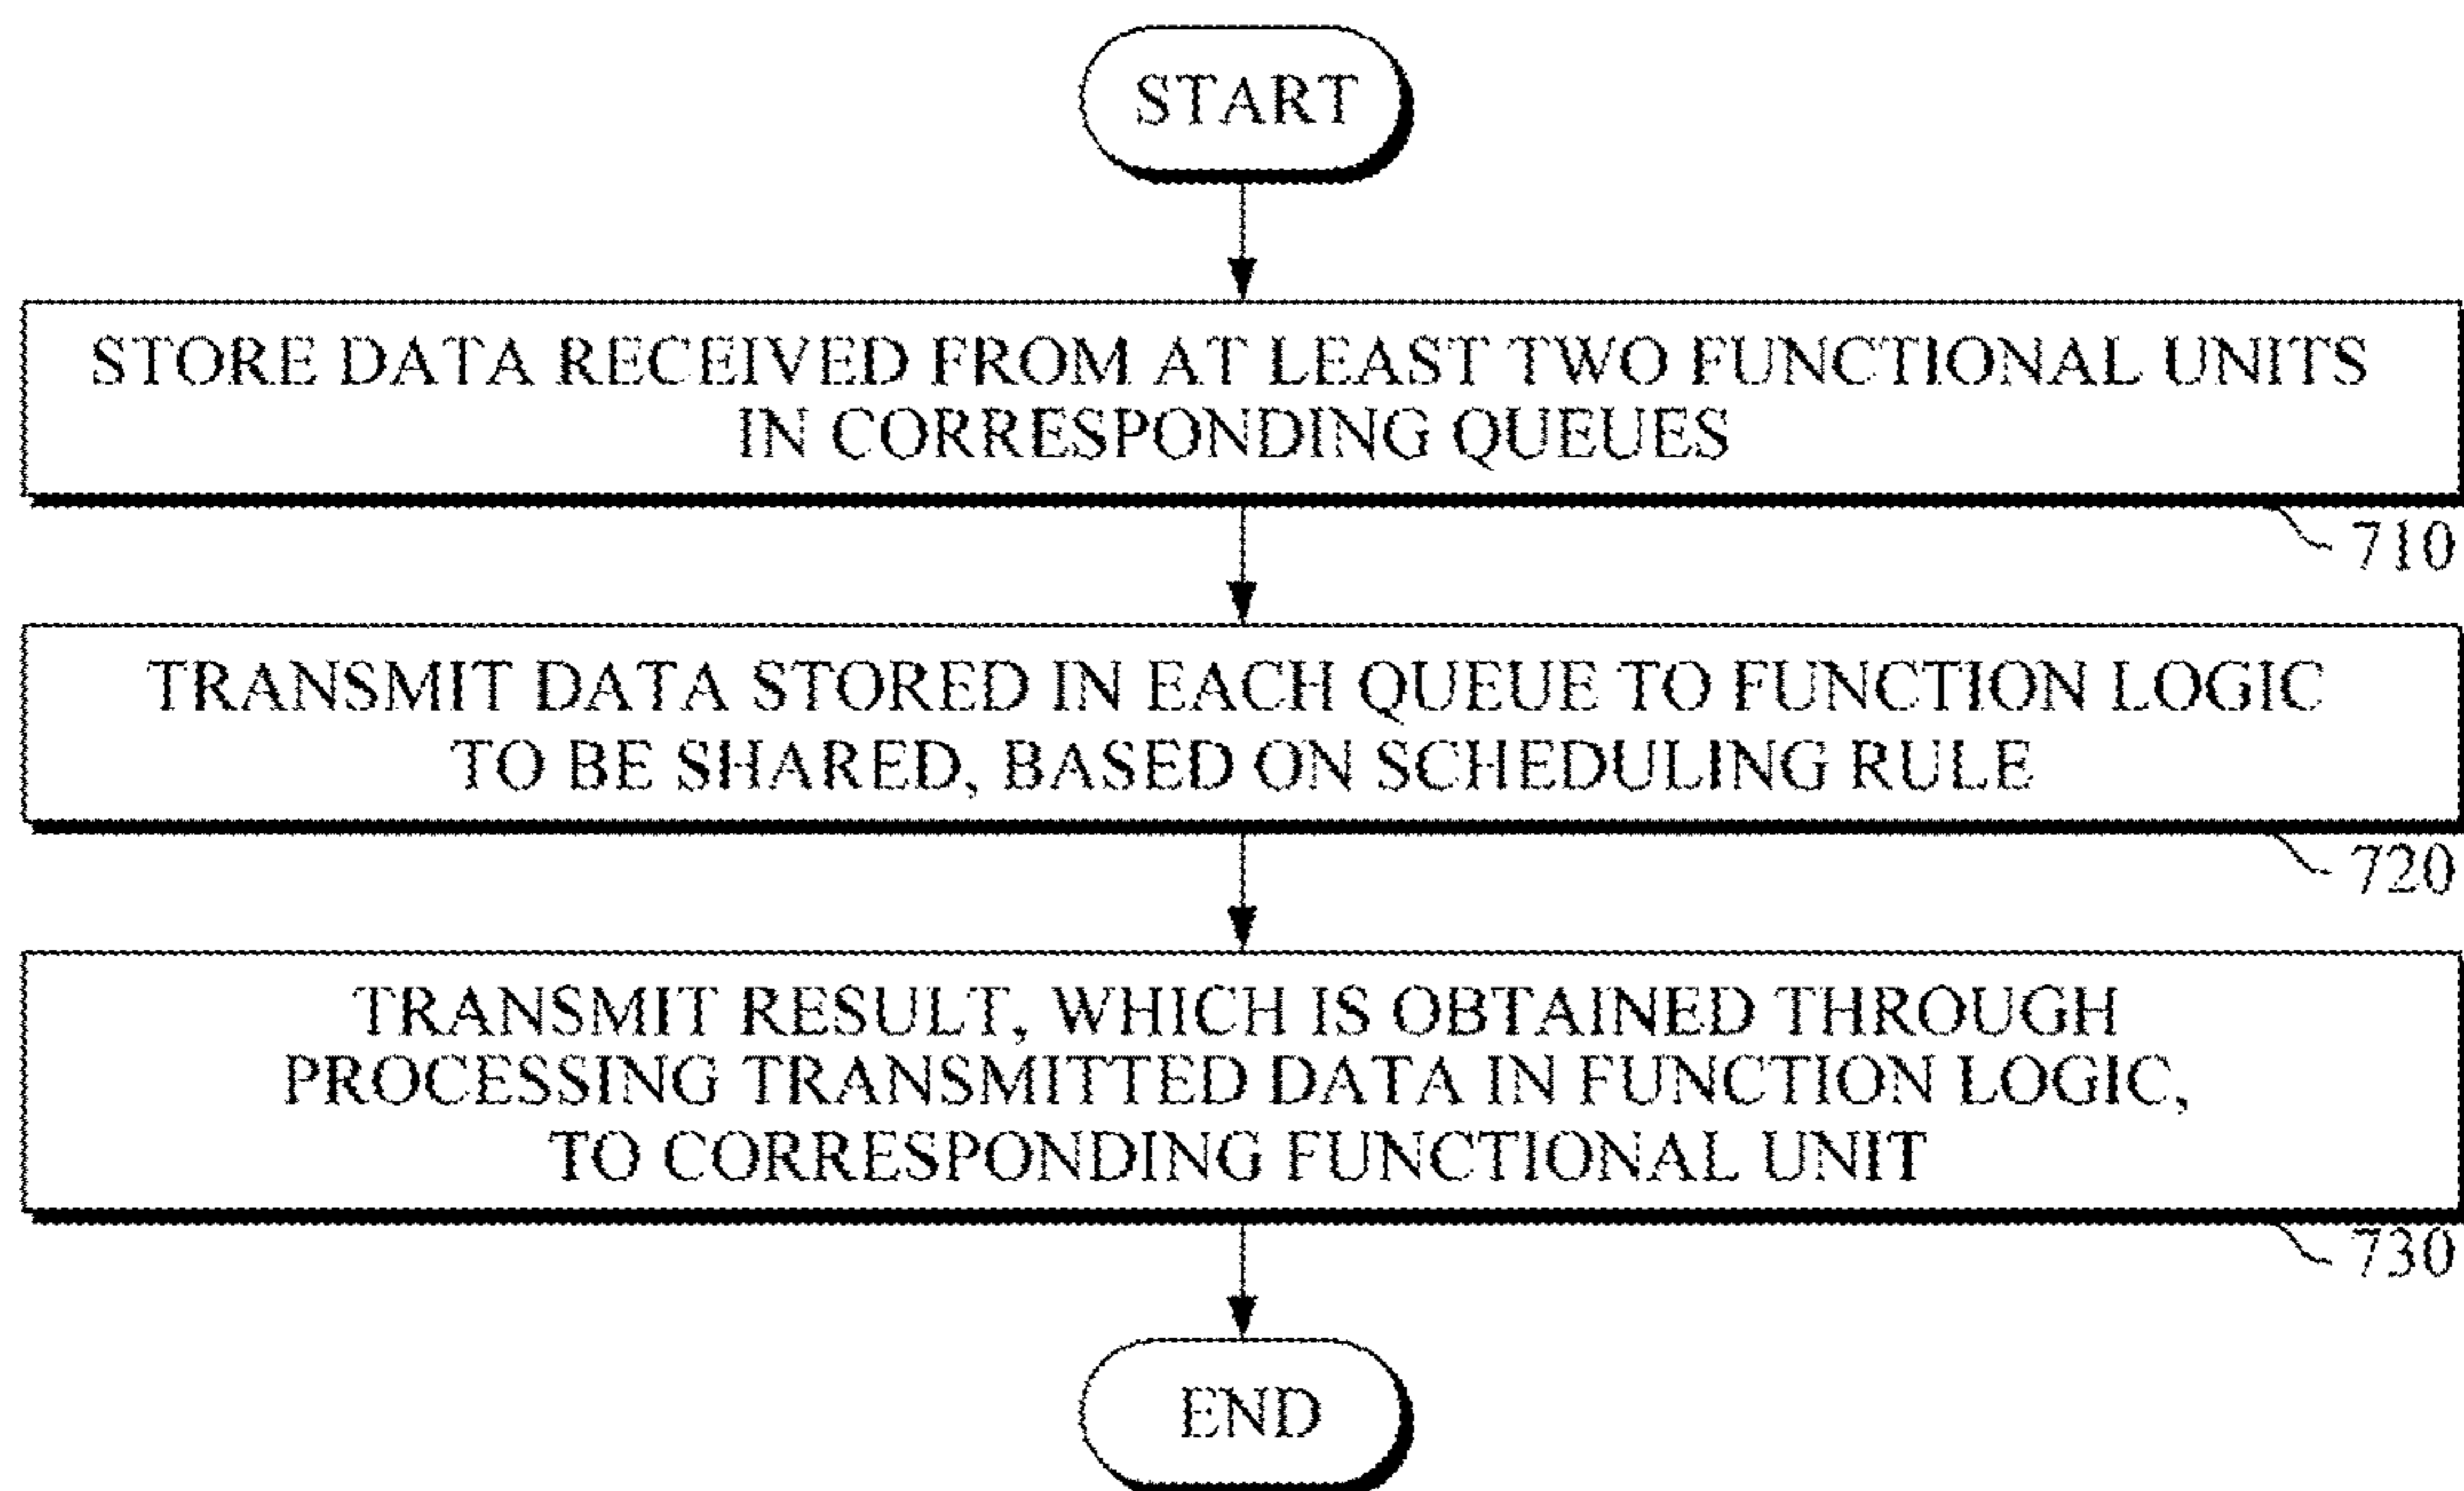 START
STORE DATA RECEIVED FROM AT LEAST TWO FUNCTIONAL UNITS
IN CORRESPONDING QUEUES
710
TRANSMIT DATA STORED IN EACH QUEUE TO FUNCTION LOGIC
TO BE SHARED, BASED ON SCHEDULING RULE
720
TRANSMIT RESULT, WHICH IS OBTAINED THROUGH
PROCESSING TRANSMITTED DATA IN FUNCTION LOGIC,
TO CORRESPONDING FUNCTIONAL UNIT
730
END